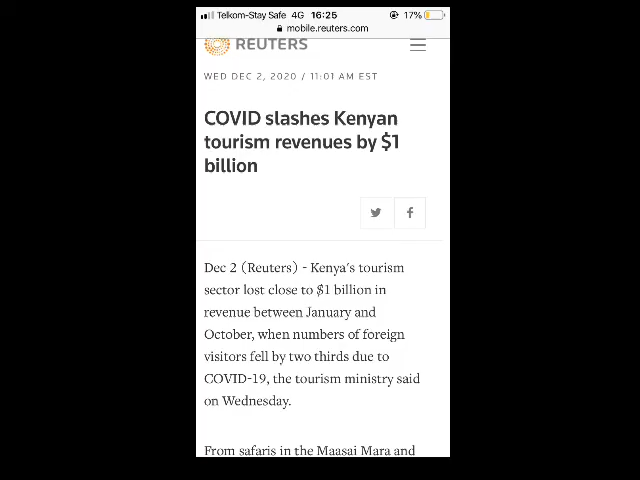 Telkom-Stay Safe 4G 16:25 17%
mobile.reuters.com
REUTERS
WED DEC 2, 2020 / 11:01 AM EST
COVID slashes Kenyan
tourism revenues by $1
billion
Dec 2 (Reuters) - Kenya's tourism
sector lost close to $1 billion in
revenue between January and
October, when numbers of foreign
visitors fell by two thirds due to
COVID-19, the tourism ministry said
on Wednesday.
From safaris in the Maasai Mara and